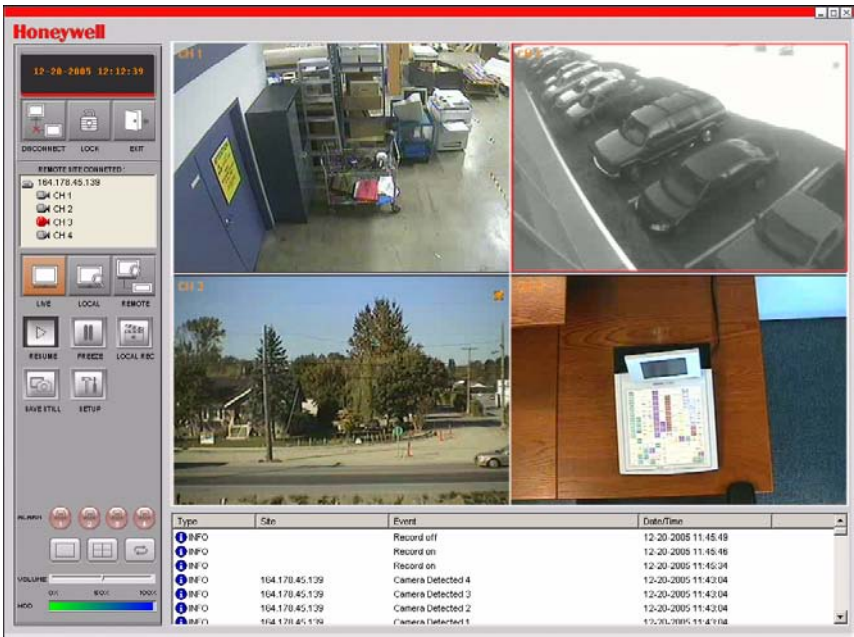 Honeywell
12-20-2005 12:12:39
DISCONNECT LOCK EXIT
REMOTE SITE CONNETED:
164.178.45.139
CH 1
CH 2
CH 3
CH 4
LIVE LOCAL REMOTE
RESUME FREEZE LOCAL REC
SAVE STILL SETUP
ALARM
VOLUME
0% 50% 100%
HDD
CH 1
CH 3
Type Site Event Date/Time
INFO Record off 12-20-2005 11:45:49
INFO Record on 12-20-2005 11:45:46
INFO Record on 12-20-2005 11:45:34
INFO 164.178.45.139 Camera Detected 4 12-20-2005 11:43:04
INFO 164.178.45.139 Camera Detected 3 12-20-2005 11:43:04
INFO 164.178.45.139 Camera Detected 2 12-20-2005 11:43:04
INFO 164.178.45.139 Camera Detected 1 12-20-2005 11:43:04